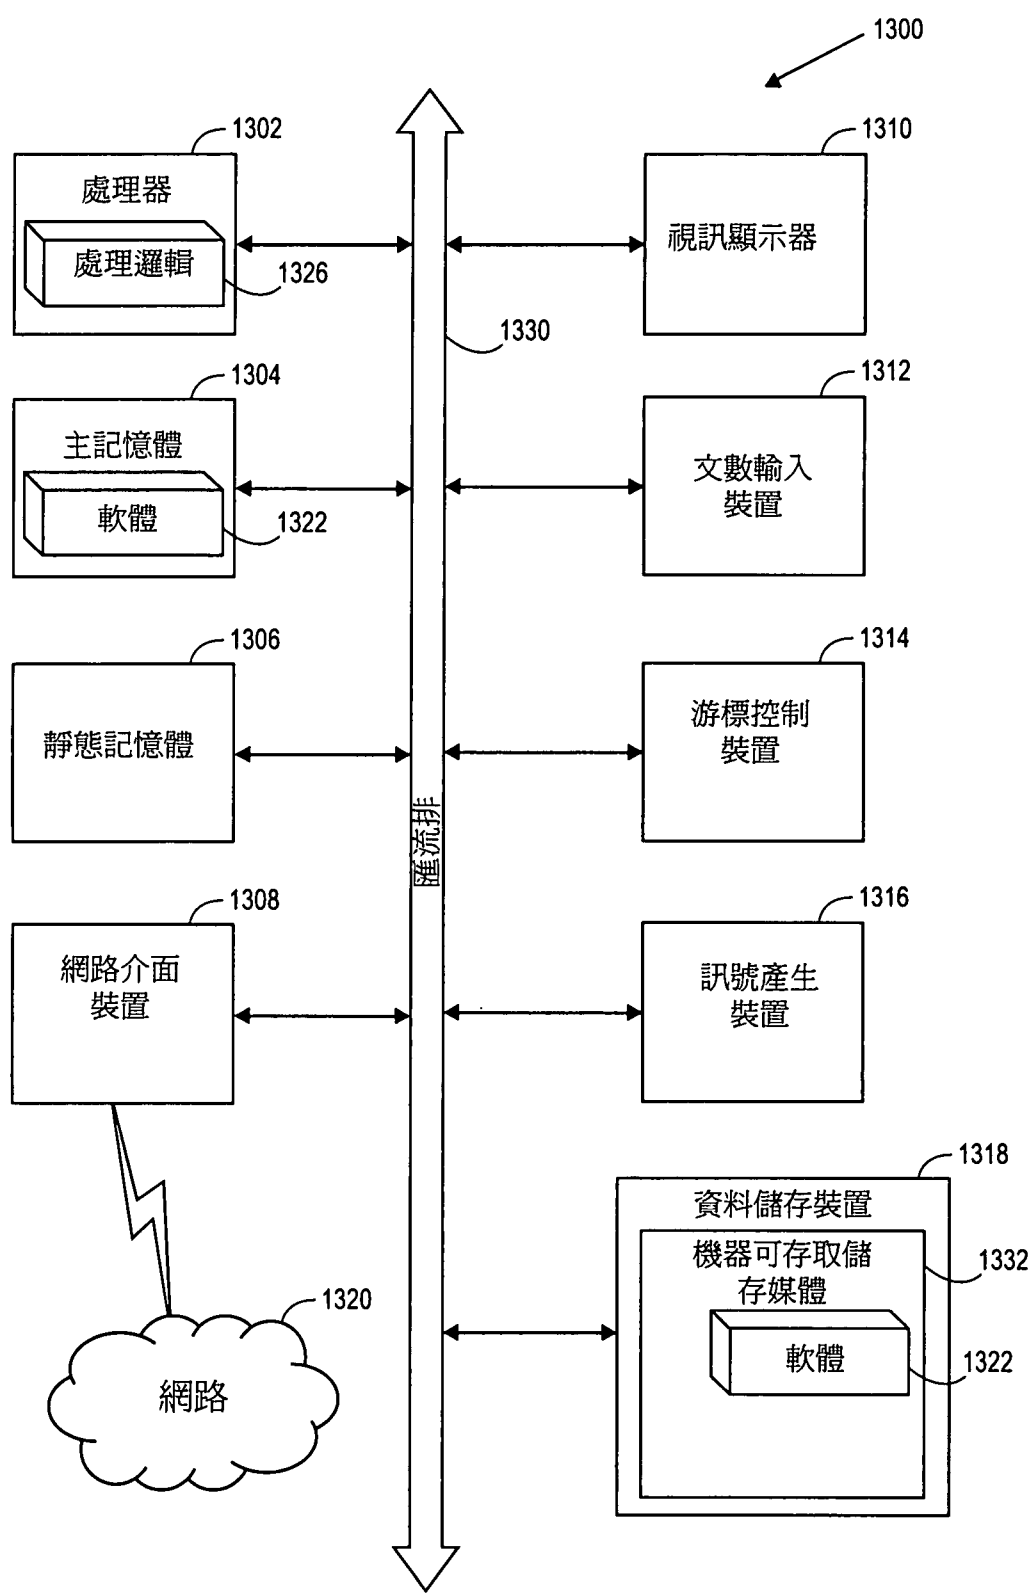 1300
1302
處理器
處理邏輯
1326
1310
視訊顯示器
1330
1304
主記憶體
軟體
1322
1312
文數輸入
裝置
1306
靜態記憶體
1314
游標控制
裝置
匯流排
1308
網路介面
裝置
1316
訊號產生
裝置
1318
資料儲存裝置
機器可存取儲
存媒體
1332
軟體
1322
1320
網路